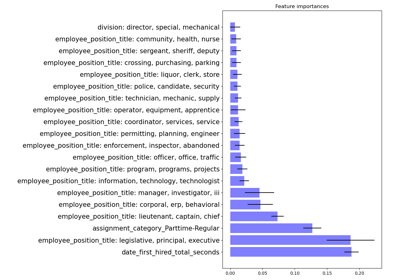 Feature importances
division: director, special, mechanical
employee_position_title: community, health, nurse
employee_position_title: sergeant, sheriff, deputy
employee_position_title: crossing, purchasing, parking
employee_position_title: liquor, clerk, store
employee_position_title: police, candidate, security
employee_position_title: technician, mechanic, supply
employee_position_title: operator, equipment, apprentice
employee_position_title: coordinator, services, service
employee_position_title: permitting, planning, engineer
employee_position_title: enforcement, inspector, abandoned
employee_position_title: officer, office, traffic
employee_position_title: program, programs, projects
employee_position_title: information, technology, technologist
employee_position_title: manager, investigator, iii
employee_position_title: corporal, erp, behavioral
employee_position_title: lieutenant, captain, chief
assignment_category_Parttime-Regular
employee_position_title: legislative, principal, executive
date_first_hired_total_seconds
0.00 0.05 0.10 0.15 0.20